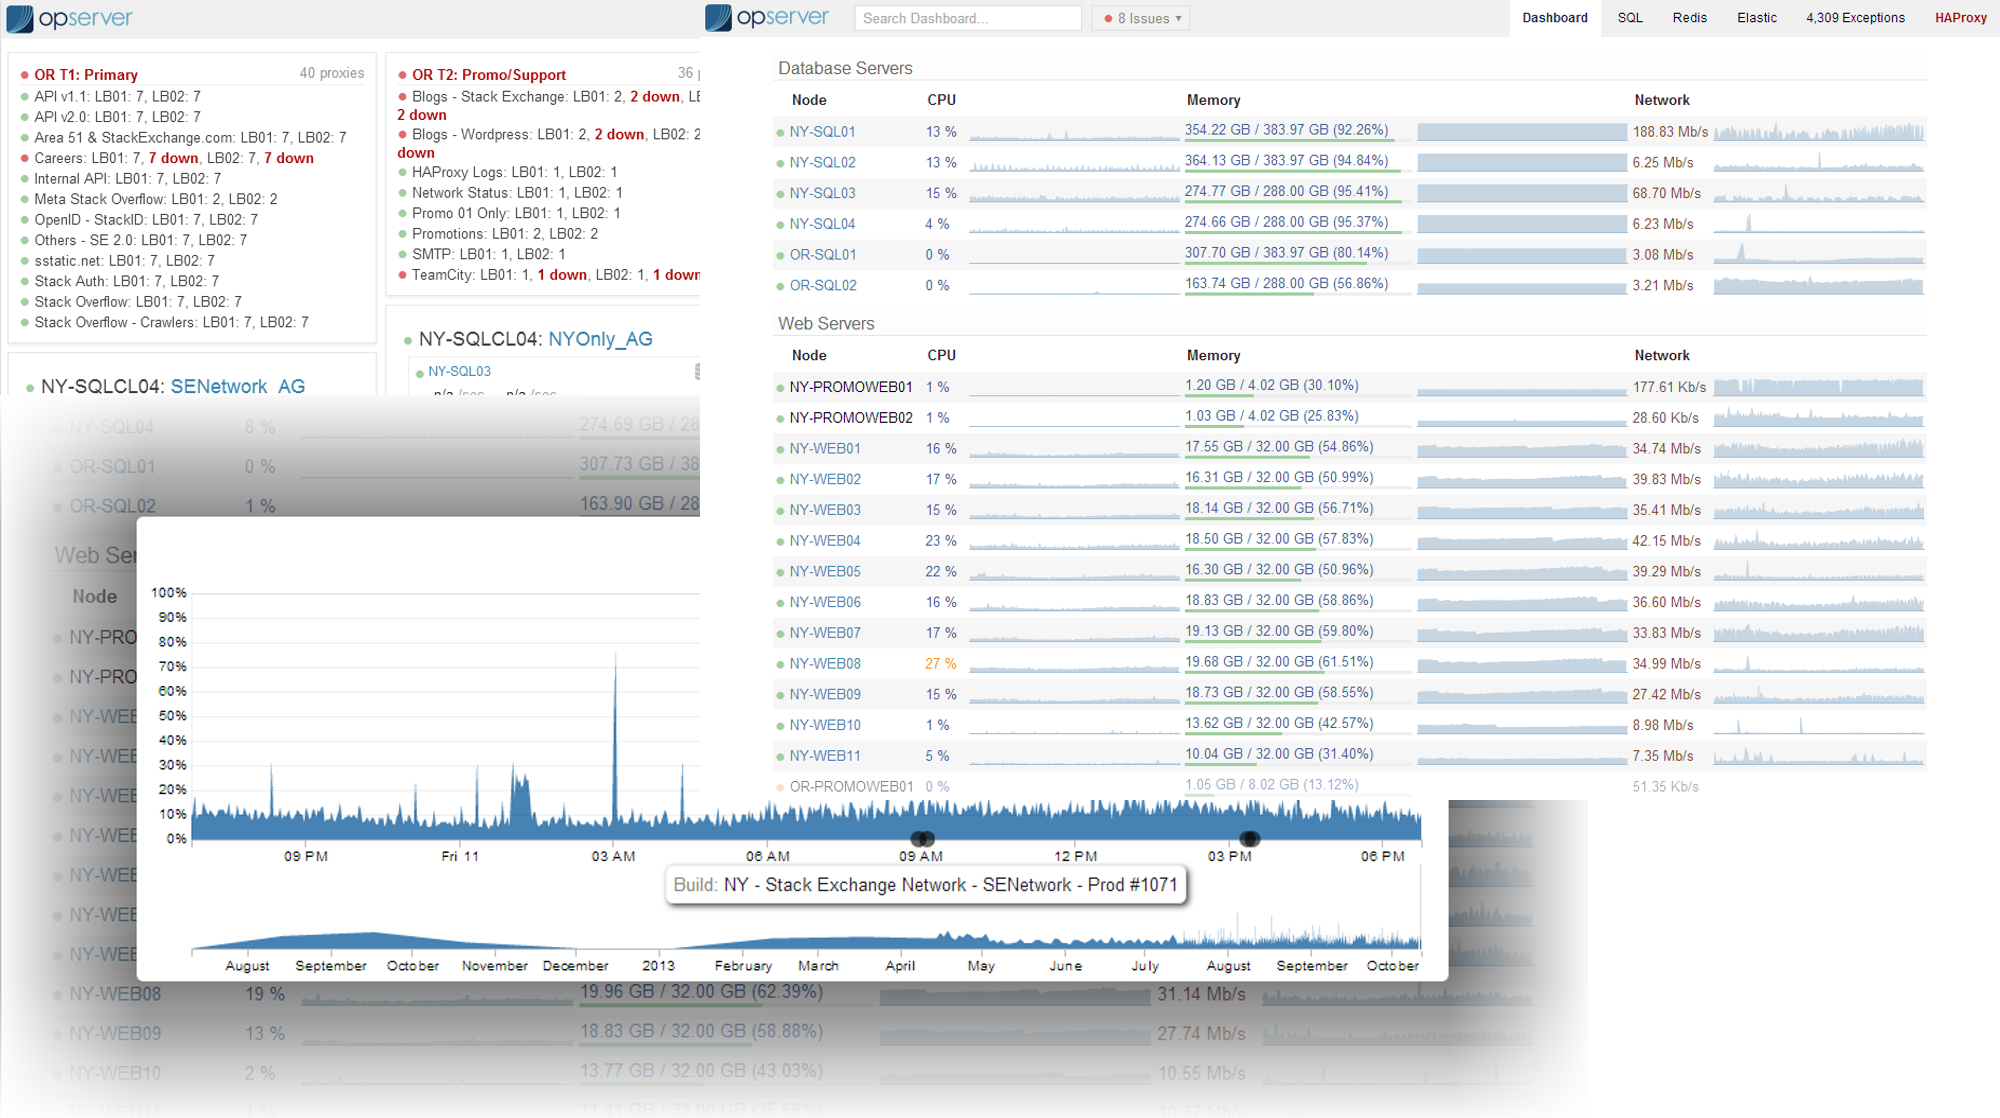 opserver
OR T1: Primary 40 proxies
API v1.1: LB01: 7, LB02: 7
API v2.0: LB01: 7, LB02: 7
Area 51 & StackExchange.com: LB01: 7, LB02: 7
Careers: LB01: 7, 7 down, LB02: 7, 7 down
Internal API: LB01: 7, LB02: 7
Meta Stack Overflow: LB01: 2, LB02: 2
OpenID - StackID: LB01: 7, LB02: 7
Others - SE 2.0: LB01: 7, LB02: 7
sstatic.net: LB01: 7, LB02: 7
Stack Auth: LB01: 7, LB02: 7
Stack Overflow: LB01: 7, LB02: 7
Stack Overflow - Crawlers: LB01: 7, LB02: 7
NY-SQLCL04: SENetwork_AG
OR T2: Promo/Support 36
Blogs - Stack Exchange: LB01: 2, 2 down,
2 down
Blogs - Wordpress: LB01: 2, 2 down, LB02: 2
down
HAProxy Logs: LB01: 1, LB02: 1
Network Status: LB01: 1, LB02: 1
Promo 01 Only: LB01: 1, LB02: 1
Promotions: LB01: 2, LB02: 2
SMTP: LB01: 1, LB02: 1
TeamCity: LB01: 1, 1 down, LB02: 1, 1 down
NY-SQLCL04: NYOnly_AG
NY-SQL03
n/a /sec n/a /sec
opserver Search Dashboard... 8 Issues ▾ Dashboard SQL Redis Elastic 4,309 Exceptions HAProxy
Database Servers
Node CPU Memory Network
NY-SQL01 13 % 354.22 GB / 383.97 GB (92.26%) 188.83 Mb/s
NY-SQL02 13 % 364.13 GB / 383.97 GB (94.84%) 6.25 Mb/s
NY-SQL03 15 % 274.77 GB / 288.00 GB (95.41%) 68.70 Mb/s
NY-SQL04 4 % 274.66 GB / 288.00 GB (95.37%) 6.23 Mb/s
OR-SQL01 0 % 307.70 GB / 383.97 GB (80.14%) 3.08 Mb/s
OR-SQL02 0 % 163.74 GB / 288.00 GB (56.86%) 3.21 Mb/s
Web Servers
Node CPU Memory Network
NY-PROMOWEB01 1 % 1.20 GB / 4.02 GB (30.10%) 177.61 Kb/s
NY-PROMOWEB02 1 % 1.03 GB / 4.02 GB (25.83%) 28.60 Kb/s
NY-WEB01 16 % 17.55 GB / 32.00 GB (54.86%) 34.74 Mb/s
NY-WEB02 17 % 16.31 GB / 32.00 GB (50.99%) 39.83 Mb/s
NY-WEB03 15 % 18.14 GB / 32.00 GB (56.71%) 35.41 Mb/s
NY-WEB04 23 % 18.50 GB / 32.00 GB (57.83%) 42.15 Mb/s
NY-WEB05 22 % 16.30 GB / 32.00 GB (50.96%) 39.29 Mb/s
NY-WEB06 16 % 18.83 GB / 32.00 GB (58.86%) 36.60 Mb/s
NY-WEB07 17 % 19.13 GB / 32.00 GB (59.80%) 33.83 Mb/s
NY-WEB08 27 % 19.68 GB / 32.00 GB (61.51%) 34.99 Mb/s
NY-WEB09 15 % 18.73 GB / 32.00 GB (58.55%) 27.42 Mb/s
NY-WEB10 1 % 13.62 GB / 32.00 GB (42.57%) 8.98 Mb/s
NY-WEB11 5 % 10.04 GB / 32.00 GB (31.40%) 7.35 Mb/s
OR-PROMOWEB01 0 % 1.05 GB / 8.02 GB (13.12%) 51.35 Kb/s
NY-SQL04 8 % 274.69 GB / 28
OR-SQL01 0 % 307.73 GB / 38
OR-SQL02 1 % 163.90 GB / 28
Web Ser
Node
NY-PRO
NY-PRO
NY-WEB
NY-WEB
NY-WEB
NY-WEB
NY-WEB
NY-WEB
NY-WEB
100%
90%
80%
70%
60%
50%
40%
30%
20%
10%
0%
09 PM Fri 11 03 AM 06 AM 09 AM 12 PM 03 PM 06 PM
Build: NY - Stack Exchange Network - SENetwork - Prod #1071
August September October November December 2013 February March April May June July August September October
NY-WEB08 19 % 19.96 GB / 32.00 GB (62.39%) 31.14 Mb/s
NY-WEB09 13 % 18.83 GB / 32.00 GB (58.88%) 27.74 Mb/s
NY-WEB10 2 % 13.77 GB / 32.00 GB (43.03%) 10.55 Mb/s